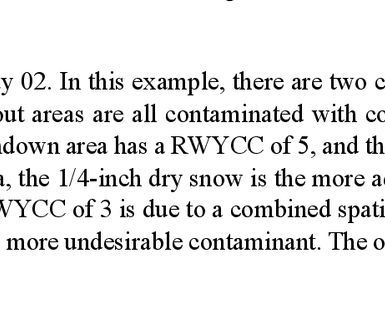 y 02. In this example, there are two c
out areas are all contaminated with co
ndown area has a RWYCC of 5, and th
a, the 1/4-inch dry snow is the more a
WYCC of 3 is due to a combined spati
more undesirable contaminant. The o